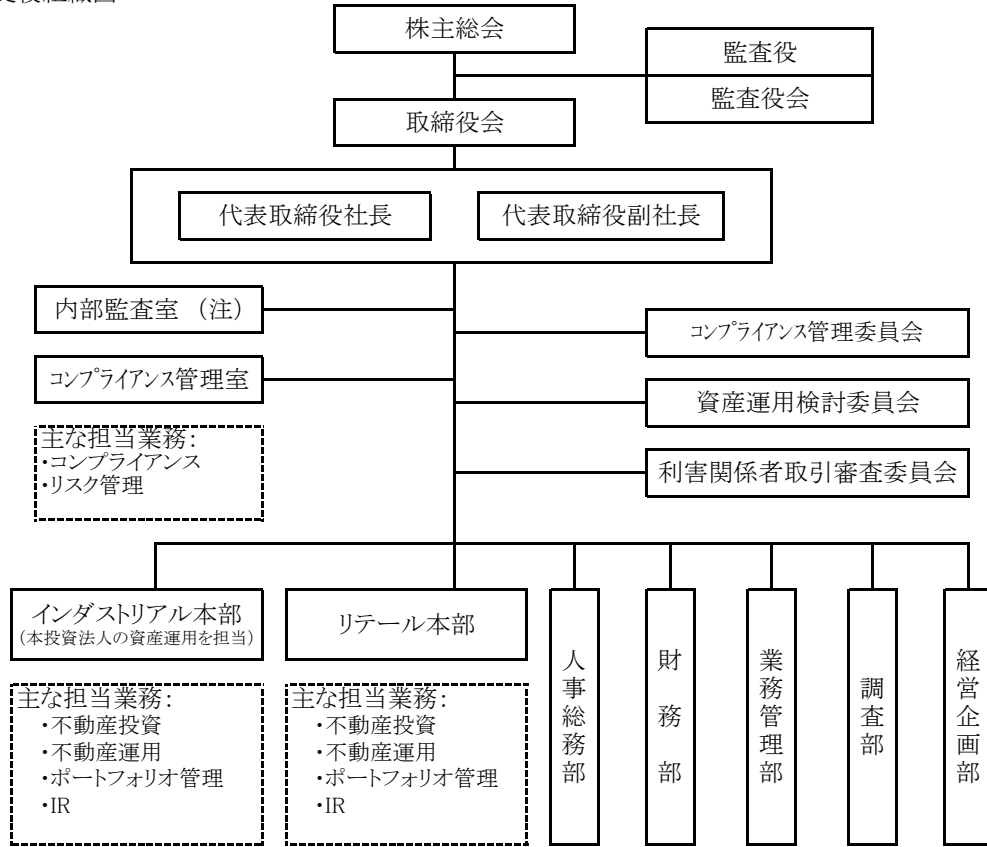 株主総会
監査役
監査役会
取締役会
代表取締役社長
代表取締役副社長
内部監査室 （注）
コンプライアンス管理委員会
コンプライアンス管理室
資産運用検討委員会
主な担当業務：
・コンプライアンス
・リスク管理
利害関係者取引審査委員会
インダストリアル本部
（本投資法人の資産運用を担当）
リテール本部
人事総務部
財務部
業務管理部
調査部
経営企画部
主な担当業務：
・不動産投資
・不動産運用
・ポートフォリオ管理
・IR
主な担当業務：
・不動産投資
・不動産運用
・ポートフォリオ管理
・IR